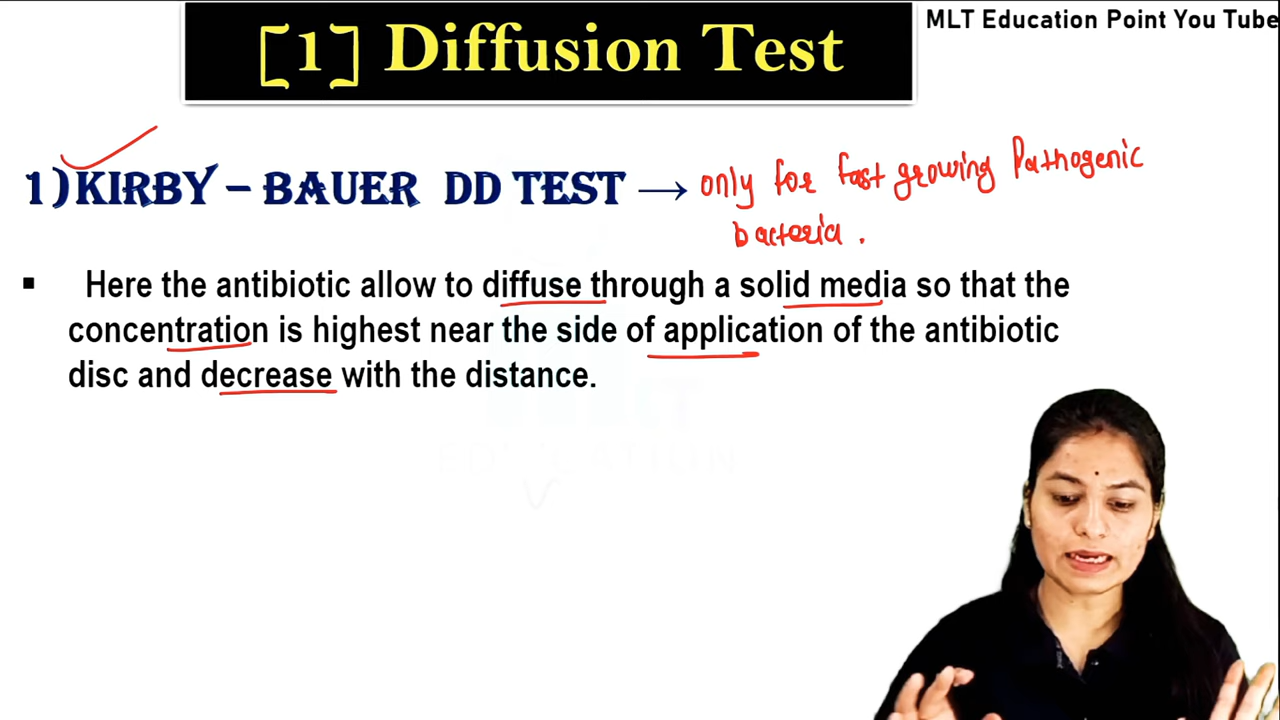 MLT Education Point You Tube
[1] Diffusion Test
1) KIRBY – BAUER DD TEST → only for fast growing Pathogenic
bacteria.
▪ Here the antibiotic allow to diffuse through a solid media so that the
concentration is highest near the side of application of the antibiotic
disc and decrease with the distance.
EDUCATION